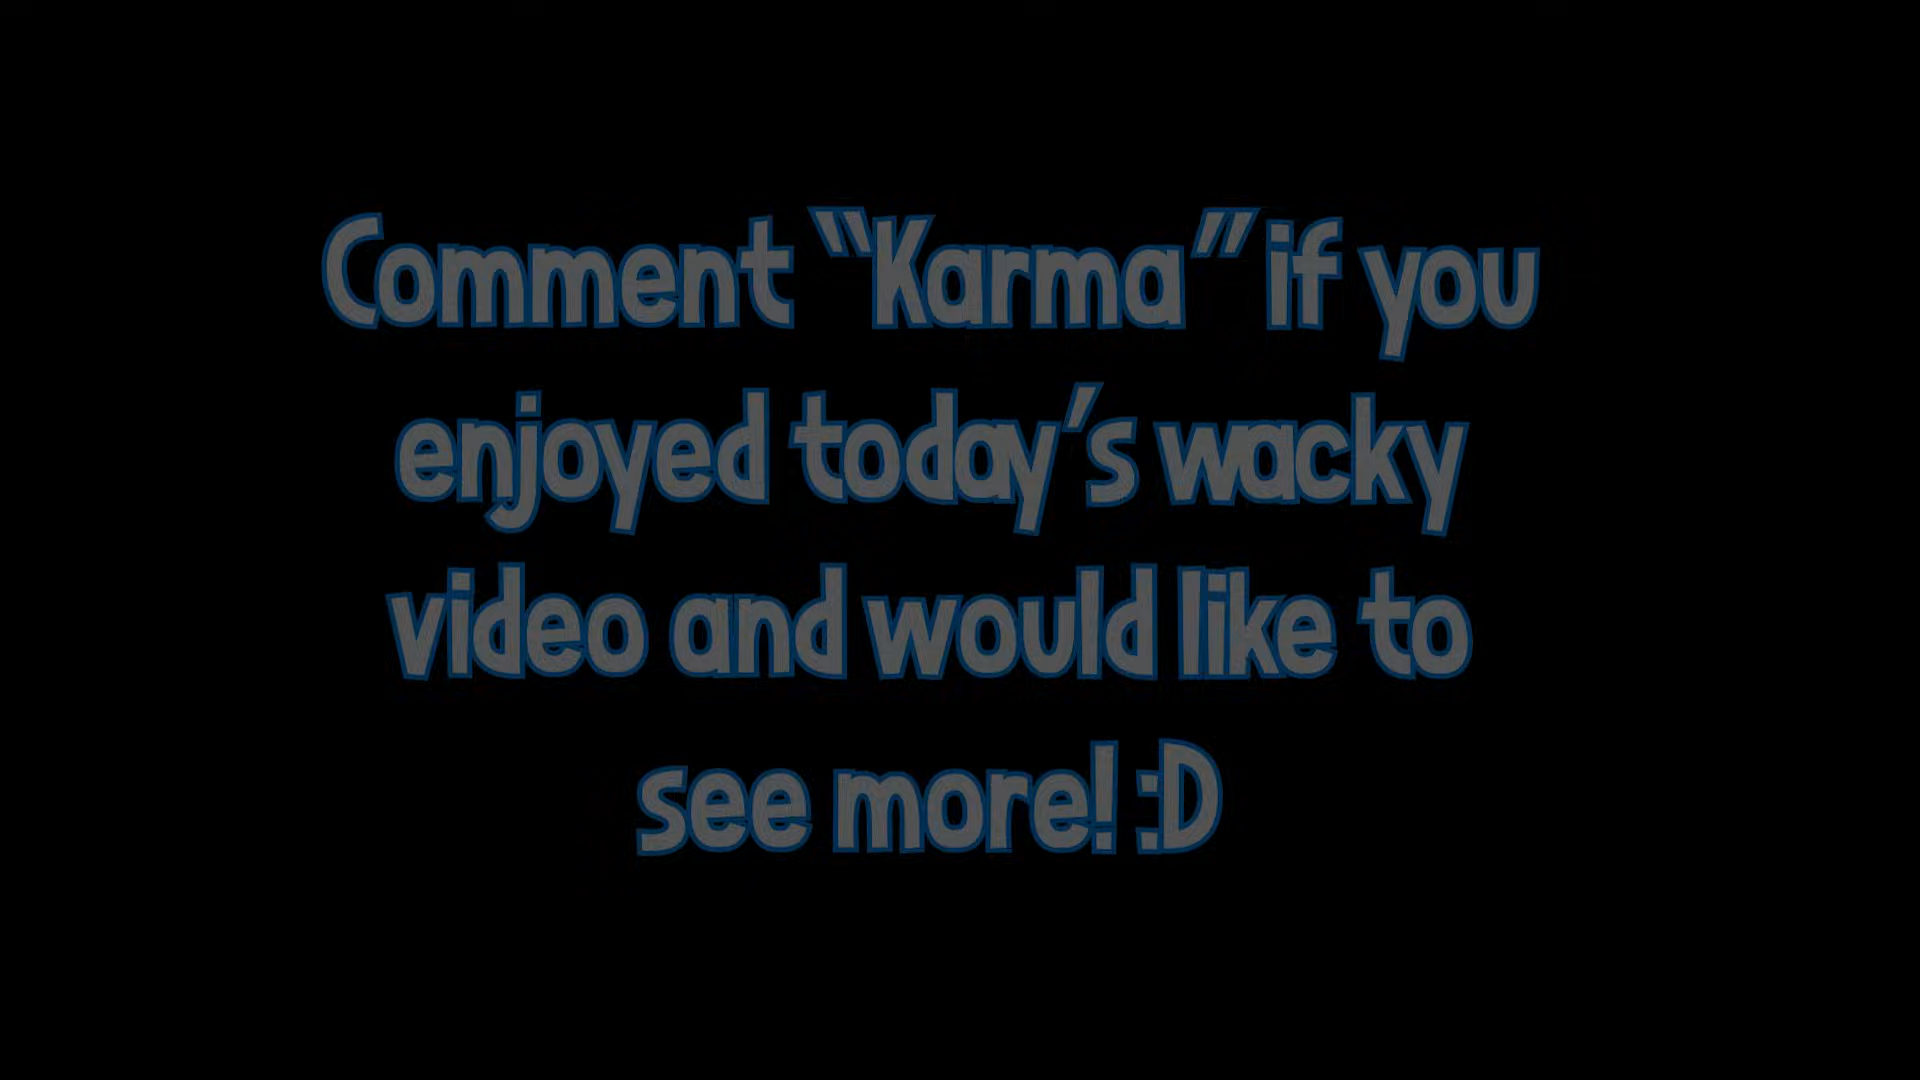 Comment “Karma” if you
enjoyed today’s wacky
video and would like to
see more! :D